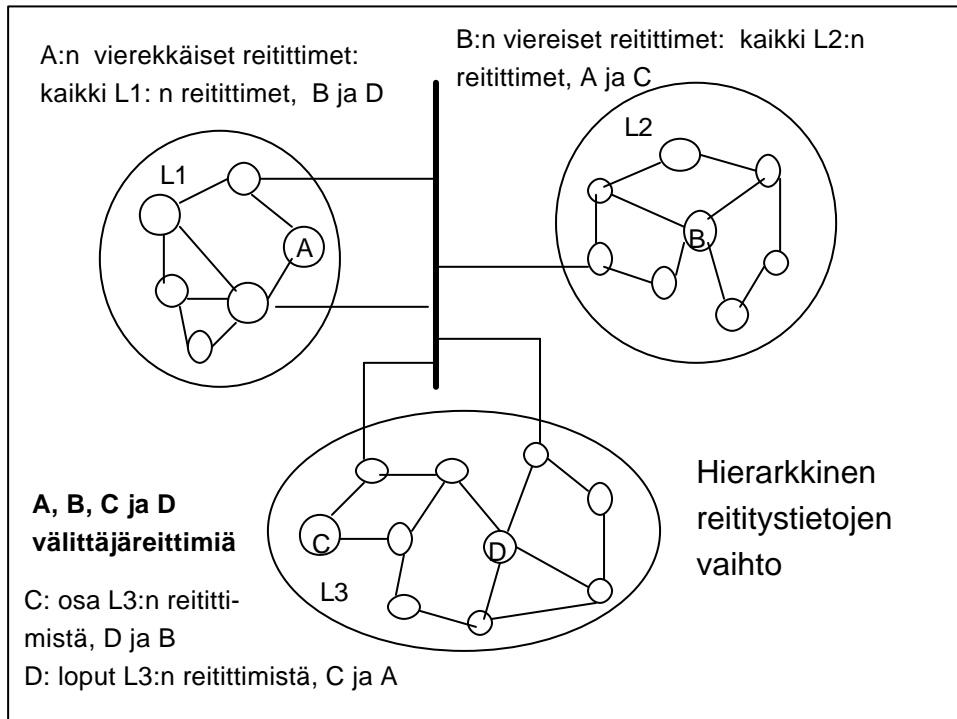 A:n vierekkäiset reitittimet:
kaikki L1: n reitittimet, B ja D
B:n viereiset reitittimet: kaikki L2:n
reitittimet, A ja C
L1
A
L2
B
C
D
L3
A, B, C ja D
välittäjäreittimiä
C: osa L3:n reititti-
mistä, D ja B
D: loput L3:n reitittimistä, C ja A
Hierarkkinen
reititystietojen
vaihto